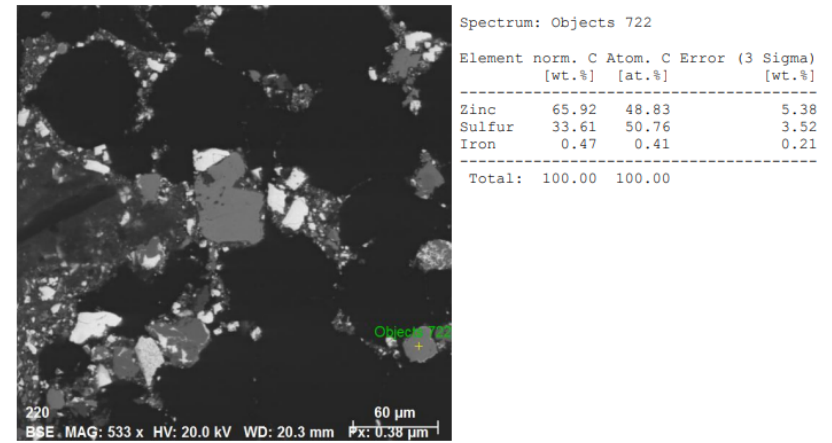 Spectrum: Objects 722
Element norm. C Atom. C Error (3 Sigma)
[wt.%] [at.%] [wt.%]
Zinc 65.92 48.83 5.38
Sulfur 33.61 50.76 3.52
Iron 0.47 0.41 0.21
Total: 100.00 100.00
Objects 722
220 60 µm
BSE MAG: 533 x HV: 20.0 kV WD: 20.3 mm Px: 0.38 µm